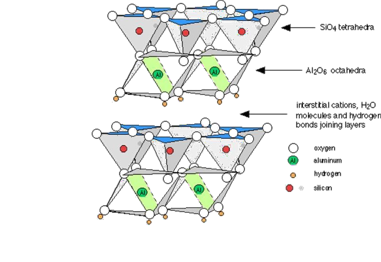 SiO4 tetrahedra
Al
Al
Al2O6 octahedra
interstitial cations, H2O
molecules and hydrogen
bonds joining layers
oxygen
Al aluminum
hydrogen
silicon
Al
Al